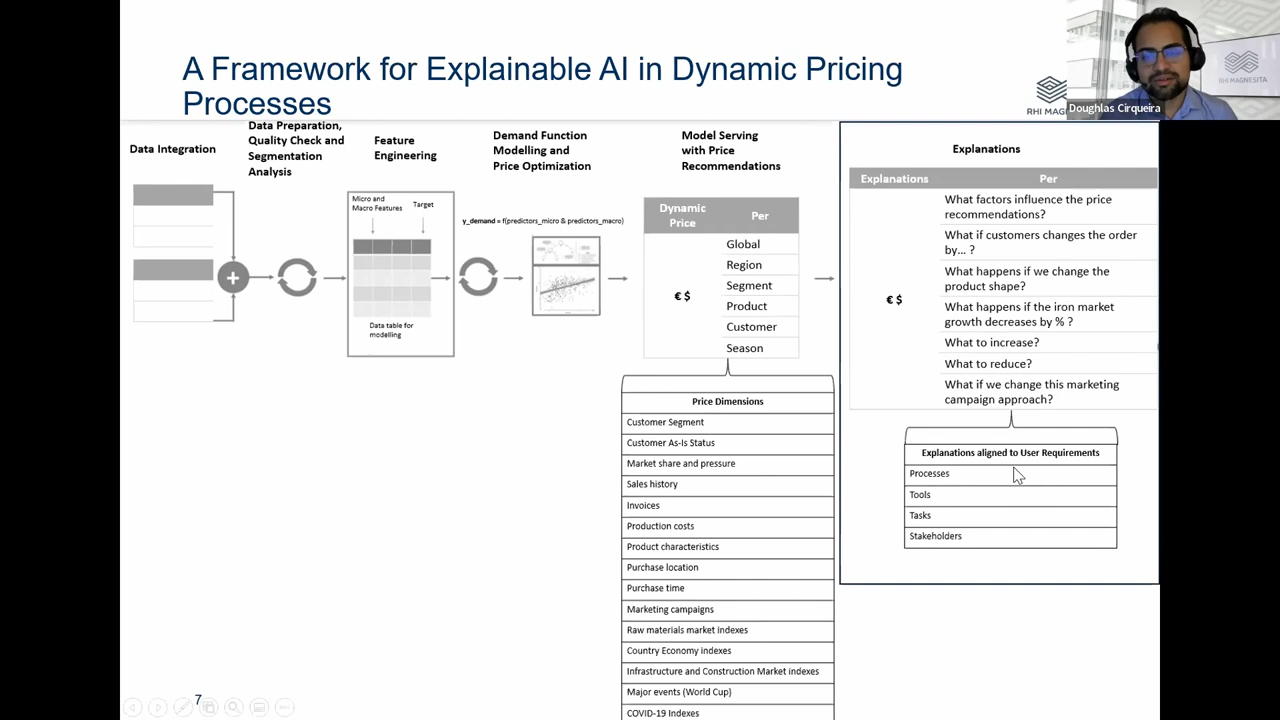 A Framework for Explainable AI in Dynamic Pricing
Processes
RHI MAG
RHI MAGNESITA
Doughlas Cirqueira
Data Integration
Data Preparation,
Quality Check and
Segmentation
Analysis
Feature
Engineering
Demand Function
Modelling and
Price Optimization
Model Serving
with Price
Recommendations
Explanations
Micro and
Macro Features
Target
Data table for
modelling
y_demand = f(predictors_micro & predictors_macro)
Dynamic
Price
Per
€ $
Global
Region
Segment
Product
Customer
Season
Price Dimensions
Customer Segment
Customer As-Is Status
Market share and pressure
Sales history
Invoices
Production costs
Product characteristics
Purchase location
Purchase time
Marketing campaigns
Raw materials market indexes
Country Economy indexes
Infrastructure and Construction Market indexes
Major events (World Cup)
COVID-19 Indexes
Explanations
Per
€ $
What factors influence the price
recommendations?
What if customers changes the order
by... ?
What happens if we change the
product shape?
What happens if the iron market
growth decreases by % ?
What to increase?
What to reduce?
What if we change this marketing
campaign approach?
Explanations aligned to User Requirements
Processes
Tools
Tasks
Stakeholders
7